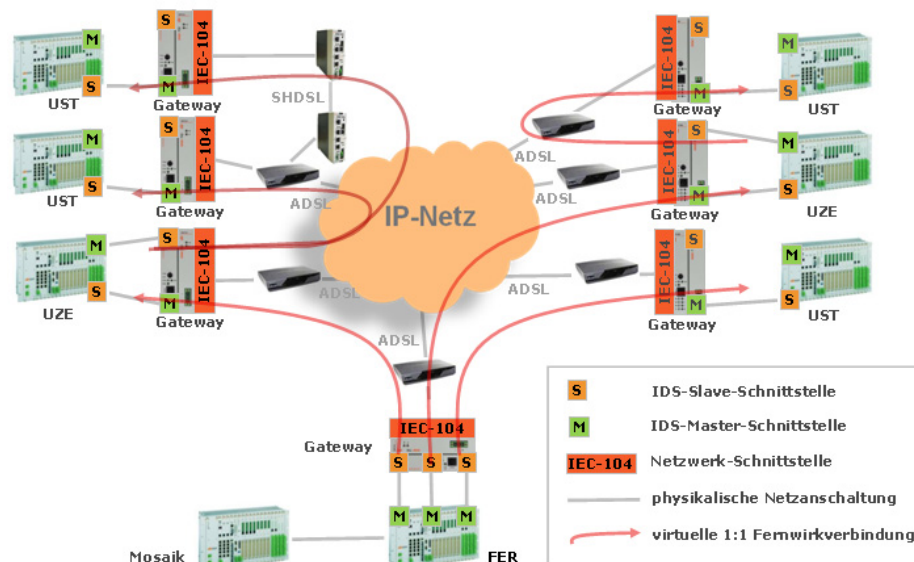 S
M
IEC-104
S
M
M
S
IEC-104
S
M
UST
Gateway
SHDSL
Gateway
UST
M
S
IEC-104
IEC-104
S
M
S
M
S
M
ADSL
M
S
UST
Gateway
ADSL
IP-Netz
ADSL
Gateway
UZE
M
S
S
M
IEC-104
IEC-104
S
M
M
S
UZE
Gateway
ADSL
ADSL
Gateway
UST
ADSL
Gateway
IEC-104
S
S
S
M
M
M
Mosaik
FER
S
IDS-Slave-Schnittstelle
M
IDS-Master-Schnittstelle
IEC-104
Netzwerk-Schnittstelle
physikalische Netzanschaltung
virtuelle 1:1 Fernwirkverbindung